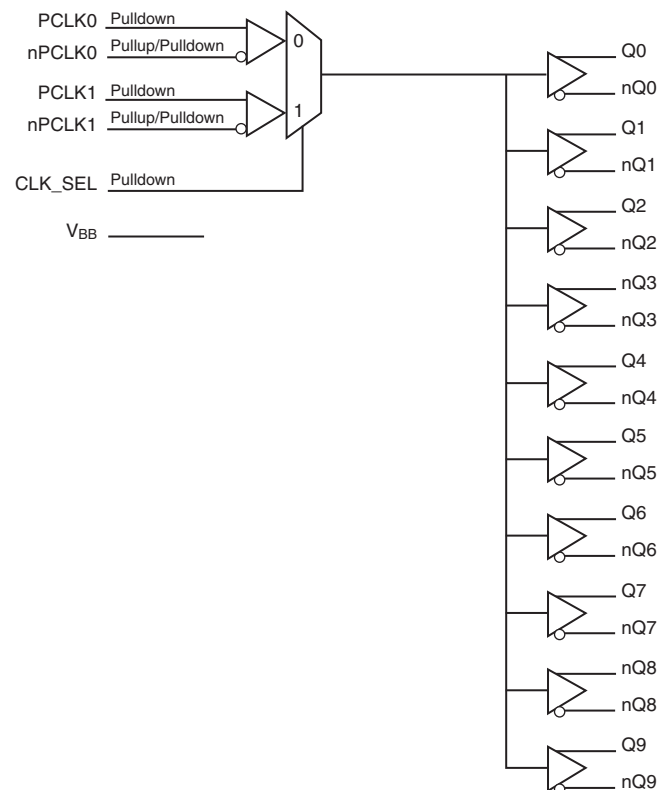 PCLK0 Pulldown
nPCLK0 Pullup/Pulldown
0
PCLK1 Pulldown
nPCLK1 Pullup/Pulldown
1
CLK_SEL Pulldown
VBB
Q0
nQ0
Q1
nQ1
Q2
nQ2
nQ3
nQ3
Q4
nQ4
Q5
nQ5
Q6
nQ6
Q7
nQ7
nQ8
nQ8
Q9
nQ9